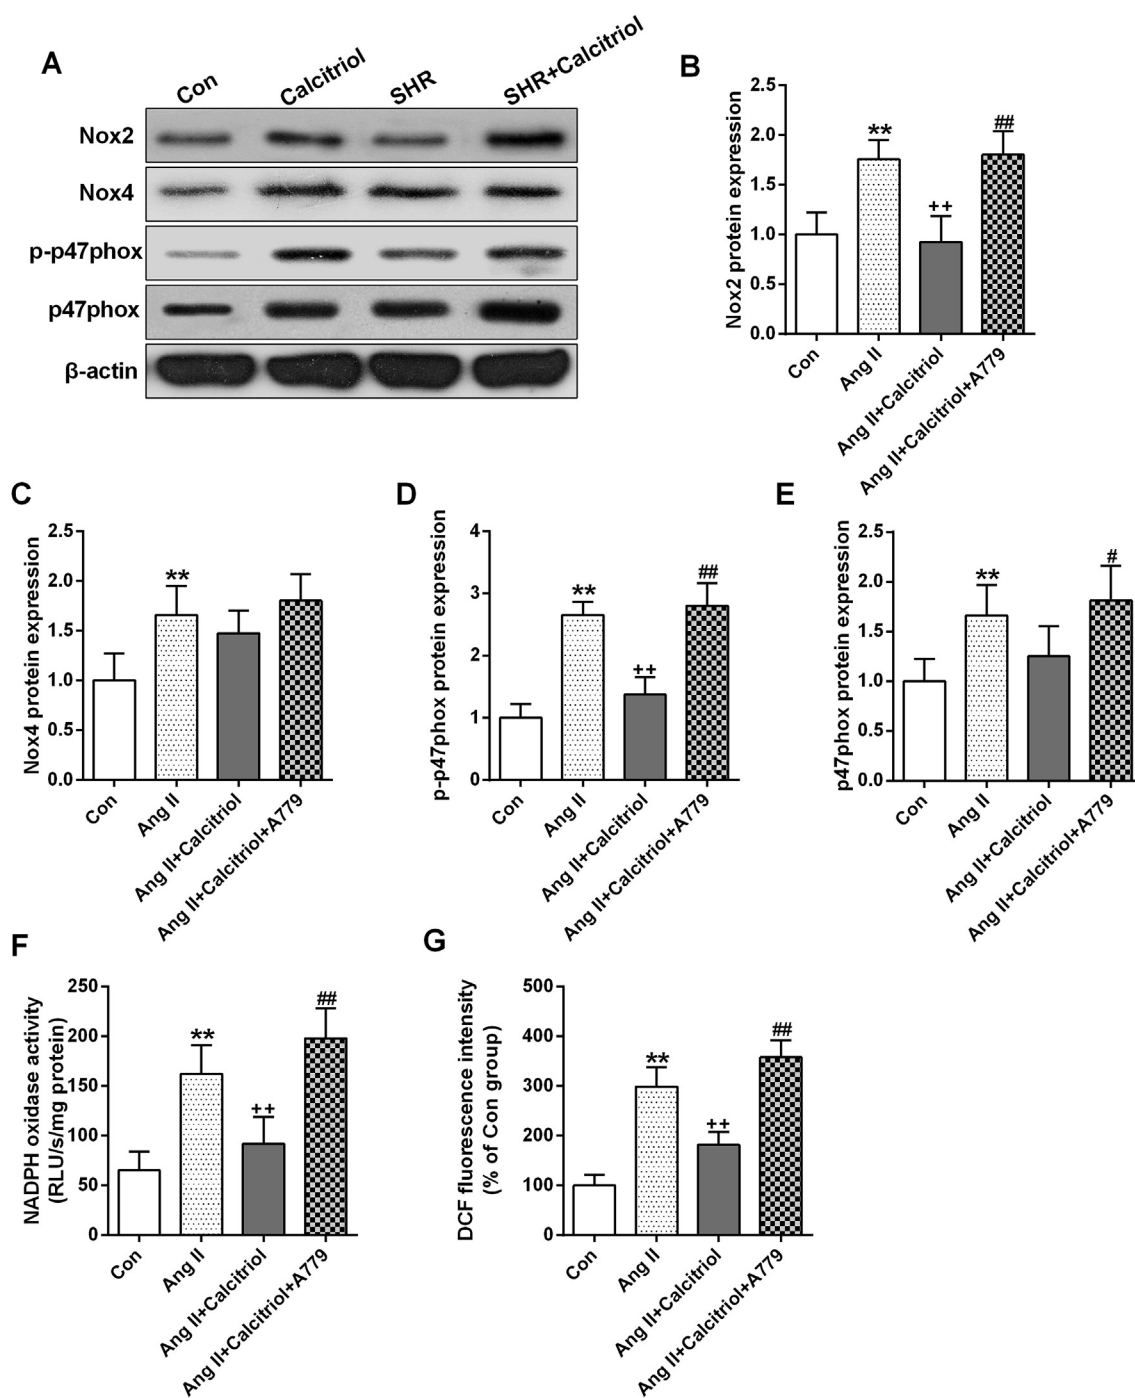 A
Con
Calcitriol
SHR
SHR+Calcitriol
Nox2
Nox4
p-p47phox
p47phox
β-actin
B
Nox2 protein expression
2.5
2.0
1.5
1.0
0.5
0.0
**
++
##
Con
Ang II
Ang II+Calcitriol
Ang II+Calcitriol+A779
C
Nox4 protein expression
2.5
2.0
1.5
1.0
0.5
0.0
**
Con
Ang II
Ang II+Calcitriol
Ang II+Calcitriol+A779
D
p-p47phox protein expression
4
3
2
1
0
**
++
##
Con
Ang II
Ang II+Calcitriol
Ang II+Calcitriol+A779
E
p47phox protein expression
2.5
2.0
1.5
1.0
0.5
0.0
**
#
Con
Ang II
Ang II+Calcitriol
Ang II+Calcitriol+A779
F
NADPH oxidase activity
(RLU/s/mg protein)
250
200
150
100
50
0
**
++
##
Con
Ang II
Ang II+Calcitriol
Ang II+Calcitriol+A779
G
DCF fluorescence intensity
(% of Con group)
500
400
300
200
100
0
**
++
##
Con
Ang II
Ang II+Calcitriol
Ang II+Calcitriol+A779